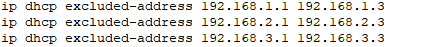 ip dhcp excluded-address 192.168.1.1 192.168.1.3
ip dhcp excluded-address 192.168.2.1 192.168.2.3
ip dhcp excluded-address 192.168.3.1 192.168.3.3